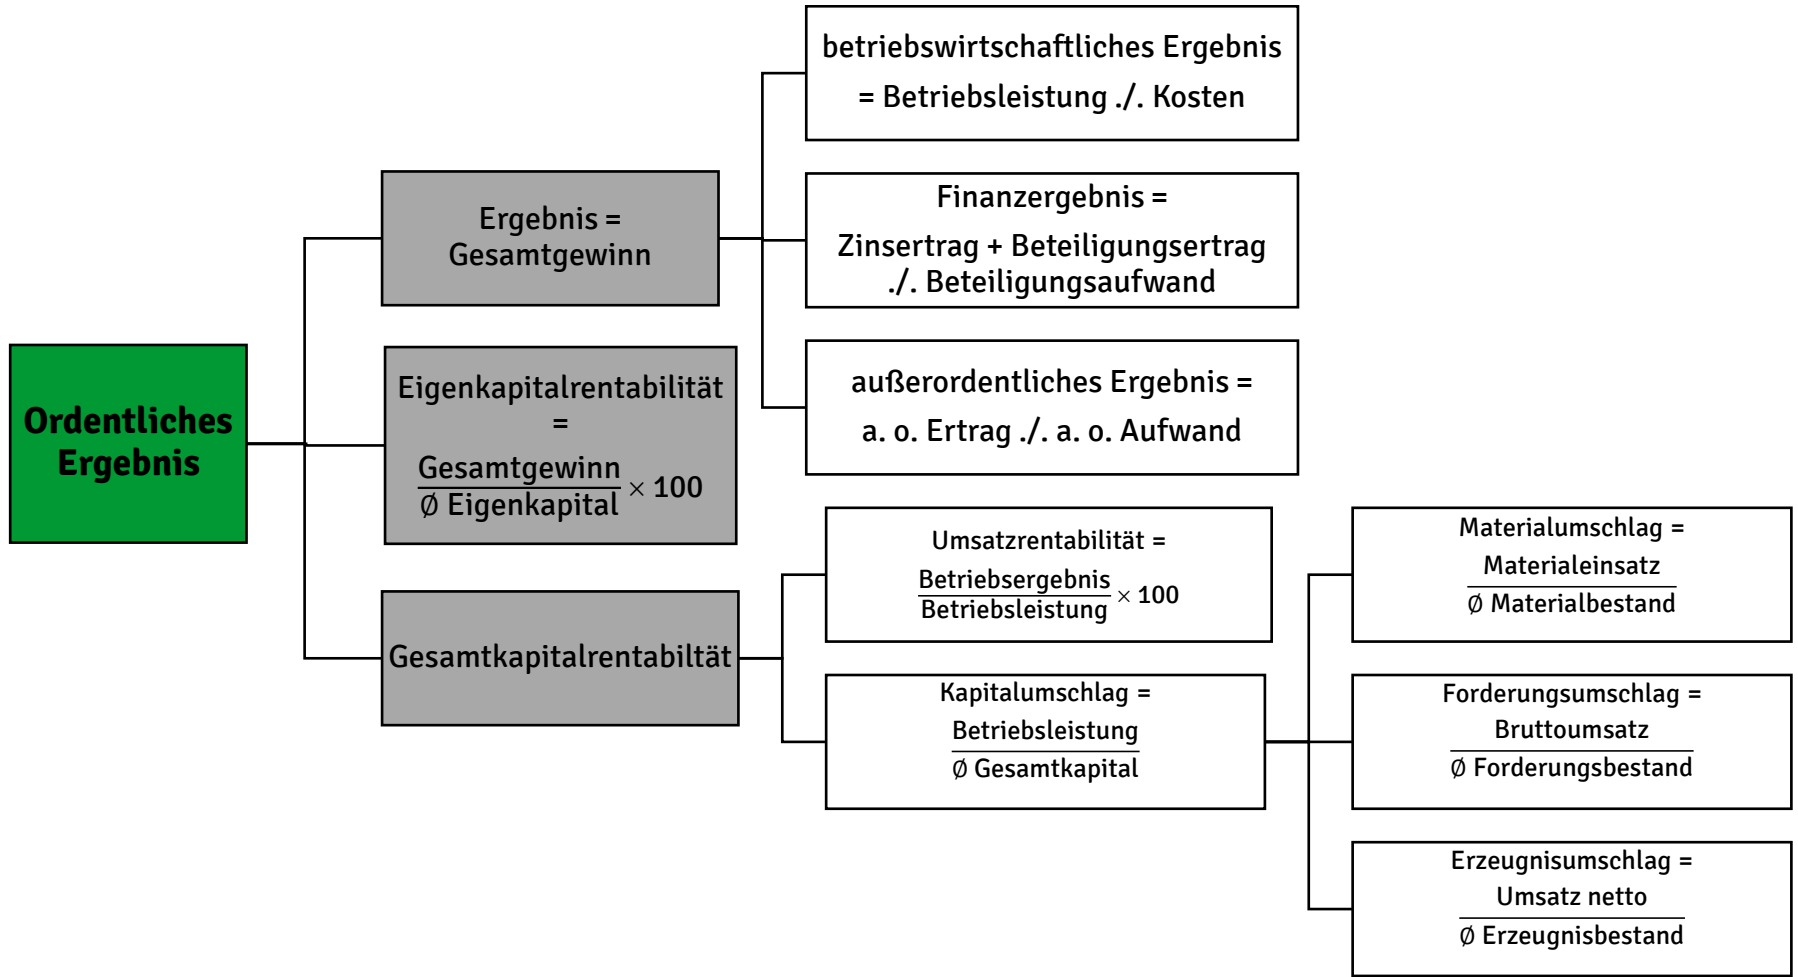 Ordentliches
Ergebnis
Ergebnis =
Gesamtgewinn
Eigenkapitalrentabilität
=
Gesamtgewinn
Ø Eigenkapital × 100
Gesamtkapitalrentabiltät
betriebswirtschaftliches Ergebnis
= Betriebsleistung ./. Kosten
Finanzergebnis =
Zinsertrag + Beteiligungsertrag
./. Beteiligungsaufwand
außerordentliches Ergebnis =
a. o. Ertrag ./. a. o. Aufwand
Umsatzrentabilität =
Betriebsergebnis
Betriebsleistung × 100
Kapitalumschlag =
Betriebsleistung
Ø Gesamtkapital
Materialumschlag =
Materialeinsatz
Ø Materialbestand
Forderungsumschlag =
Bruttoumsatz
Ø Forderungsbestand
Erzeugnisumschlag =
Umsatz netto
Ø Erzeugnisbestand